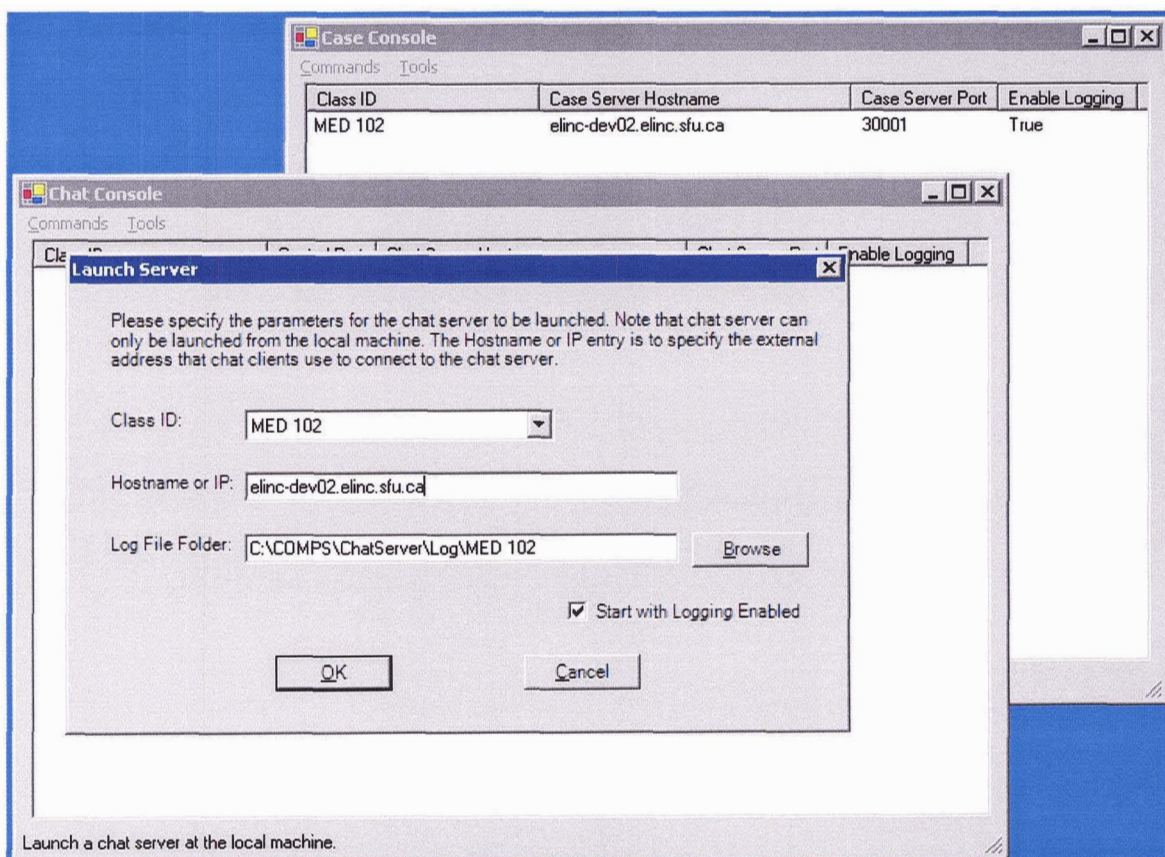 Case Console
Commands Tools
Class ID Case Server Hostname Case Server Port Enable Logging
MED 102 elinc-dev02.elinc.sfu.ca 30001 True
Chat Console
Commands Tools
Enable Logging
Launch Server
Please specify the parameters for the chat server to be launched. Note that chat server can
only be launched from the local machine. The Hostname or IP entry is to specify the external
address that chat clients use to connect to the chat server.
Class ID: MED 102
Hostname or IP: elinc-dev02.elinc.sfu.ca
Log File Folder: C:\COMPS\ChatServer\Log\MED 102 Browse
Start with Logging Enabled
OK Cancel
Launch a chat server at the local machine.